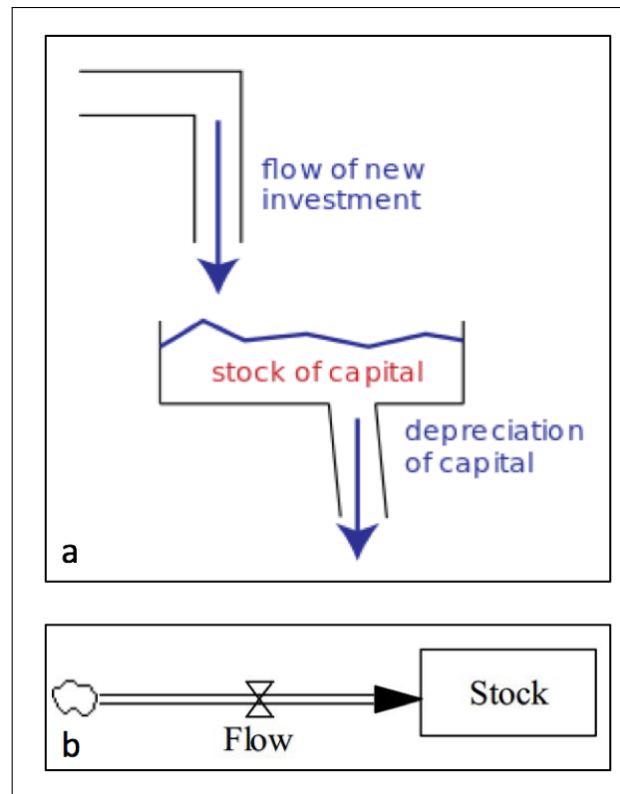 flow of new
investment
stock of capital
depreciation
of capital
a
Stock
Flow
b